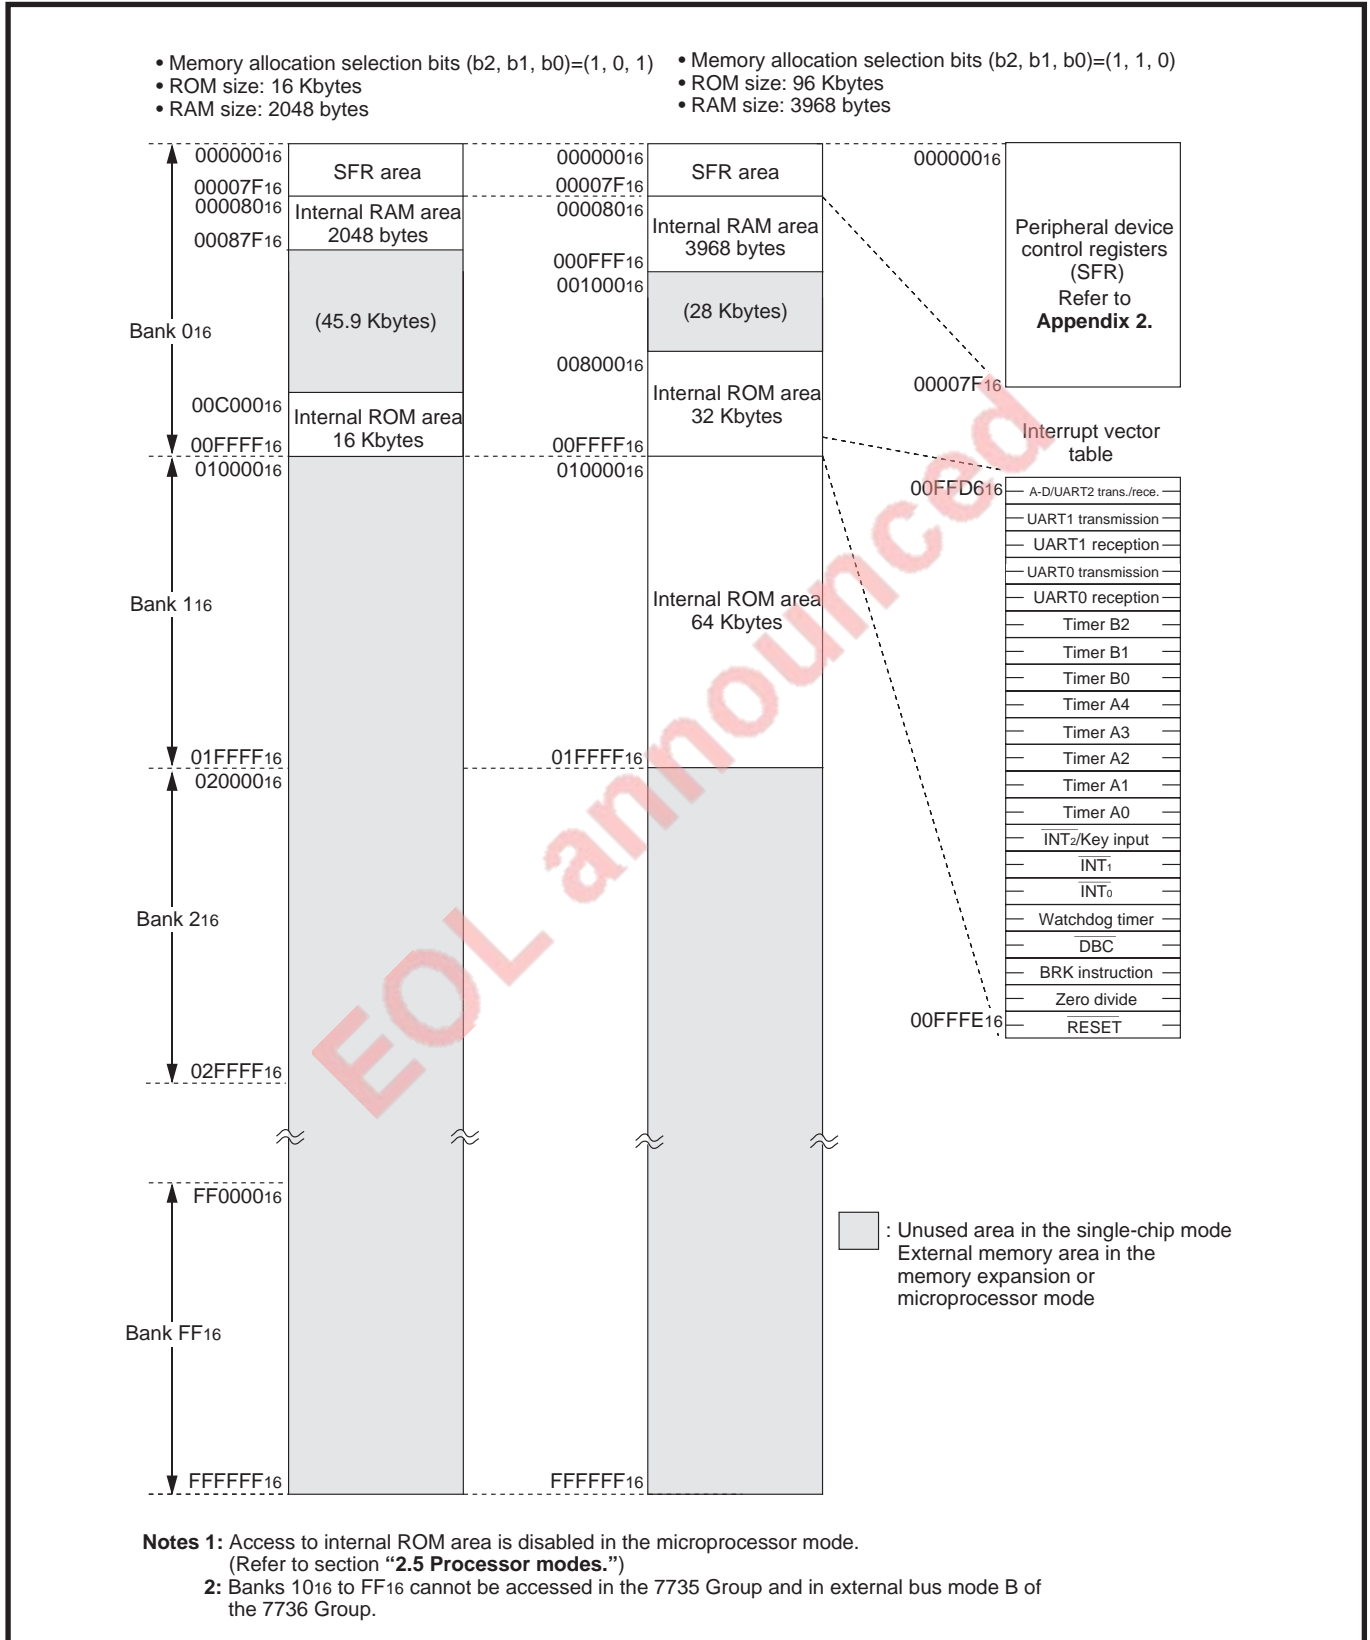 • Memory allocation selection bits (b2, b1, b0)=(1, 0, 1)
• ROM size: 16 Kbytes
• RAM size: 2048 bytes
• Memory allocation selection bits (b2, b1, b0)=(1, 1, 0)
• ROM size: 96 Kbytes
• RAM size: 3968 bytes
00000016
00007F16
00008016
00087F16
Bank 016
00C00016
00FFFF16
01000016
Bank 116
01FFFF16
02000016
Bank 216
02FFFF16
FF000016
Bank FF16
FFFFFF16
SFR area
Internal RAM area
2048 bytes
(45.9 Kbytes)
Internal ROM area
16 Kbytes
00000016
00007F16
00008016
000FFF16
00100016
00800016
00FFFF16
01000016
01FFFF16
FFFFFF16
SFR area
Internal RAM area
3968 bytes
(28 Kbytes)
Internal ROM area
32 Kbytes
Internal ROM area
64 Kbytes
00000016
00007F16
Peripheral device
control registers
(SFR)
Refer to
Appendix 2.
Interrupt vector
table
00FFD616
A-D/UART2 trans./rece.
UART1 transmission
UART1 reception
UART0 transmission
UART0 reception
Timer B2
Timer B1
Timer B0
Timer A4
Timer A3
Timer A2
Timer A1
Timer A0
INT2/Key input
INT1
INT0
Watchdog timer
DBC
BRK instruction
Zero divide
00FFFE16
RESET
: Unused area in the single-chip mode
External memory area in the
memory expansion or
microprocessor mode
EOL announced
Notes 1: Access to internal ROM area is disabled in the microprocessor mode.
(Refer to section “2.5 Processor modes.”)
2: Banks 1016 to FF16 cannot be accessed in the 7735 Group and in external bus mode B of
the 7736 Group.